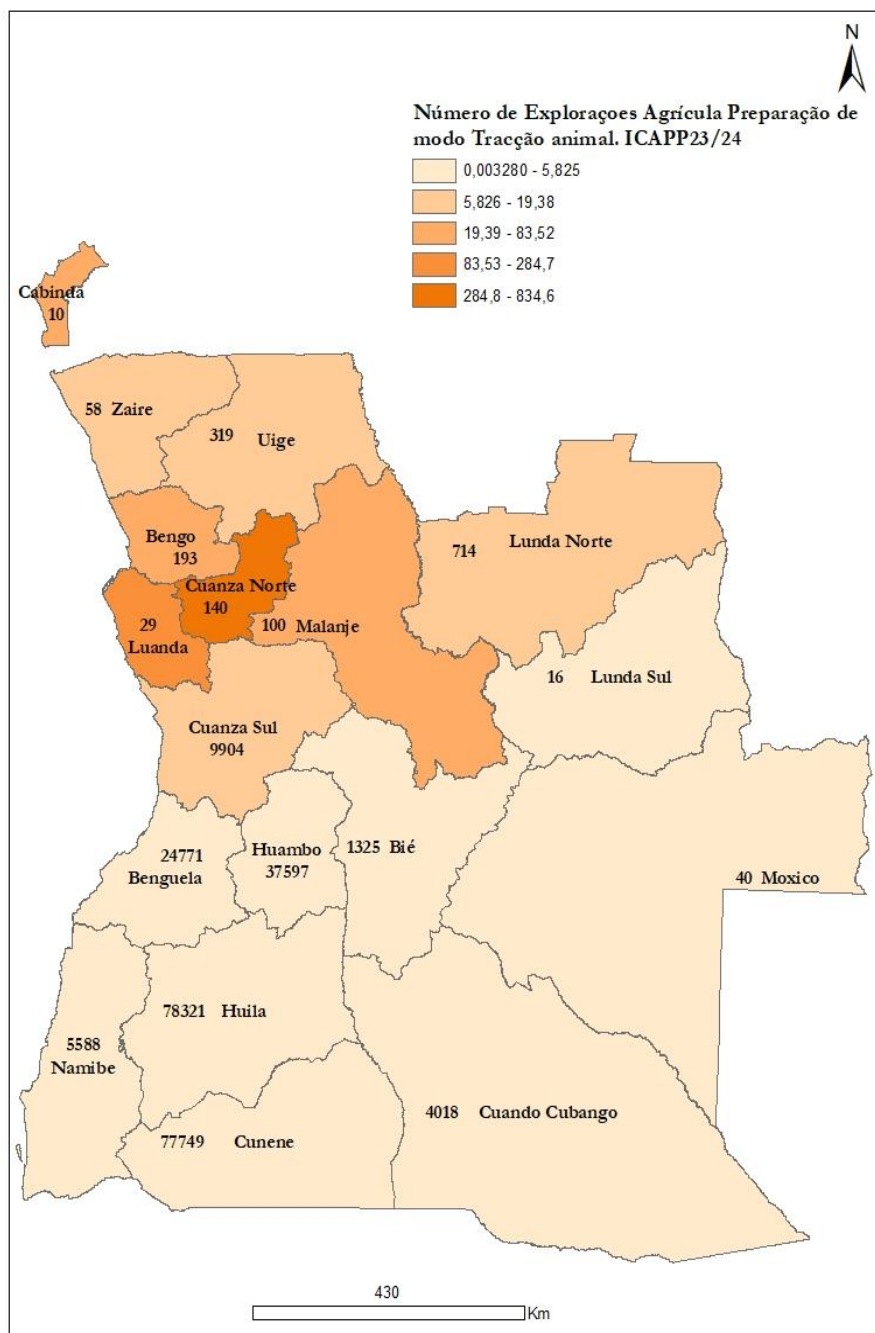 N
Número de Exploraçoes Agrícula Preparação de
modo Tracção animal. ICAPP23/24
0,003280 - 5,825
5,826 - 19,38
19,39 - 83,52
83,53 - 284,7
284,8 - 834,6
Cabinda
10
58 Zaire
319 Uige
Bengo
193
714 Lunda Norte
Cuanza Norte
140
100 Malanje
29
Luanda
16 Lunda Sul
Cuanza Sul
9904
1325 Bié
24771
Benguela
Huambo
37597
40 Moxico
78321 Huila
5588
Namibe
4018 Cuando Cubango
77749 Cunene
430
Km